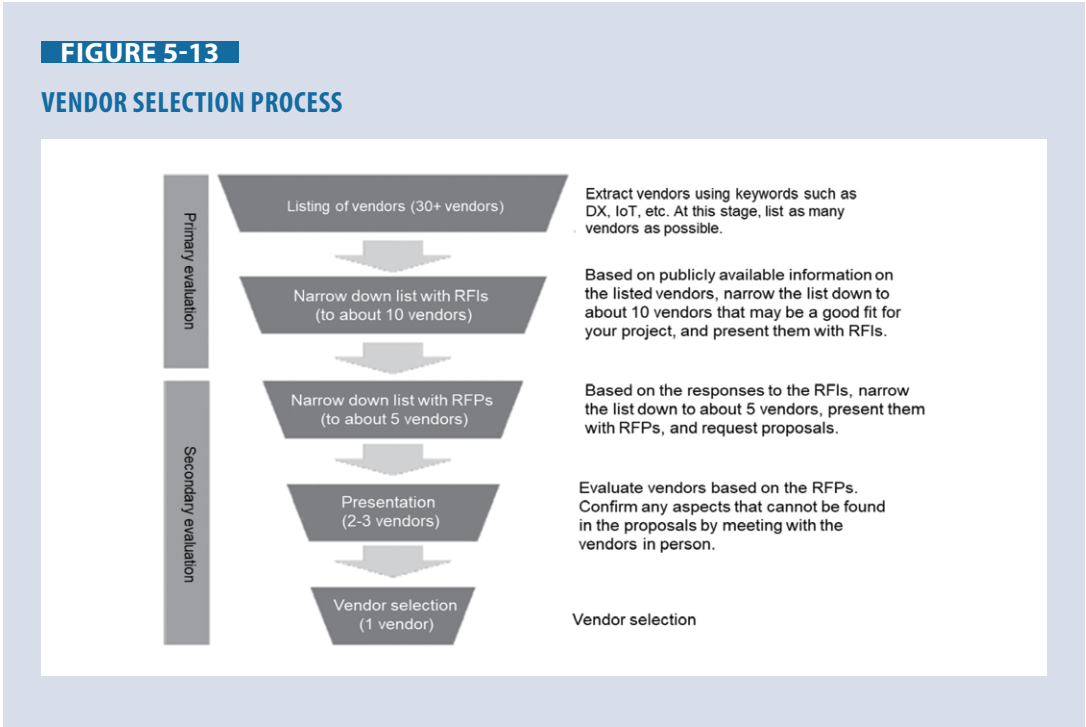 FIGURE 5-13
VENDOR SELECTION PROCESS
Primary evaluation
Listing of vendors (30+ vendors)
Extract vendors using keywords such as
DX, IoT, etc. At this stage, list as many
vendors as possible.
Narrow down list with RFIs
(to about 10 vendors)
Based on publicly available information on
the listed vendors, narrow the list down to
about 10 vendors that may be a good fit for
your project, and present them with RFIs.
Secondary evaluation
Narrow down list with RFPs
(to about 5 vendors)
Based on the responses to the RFIs, narrow
the list down to about 5 vendors, present them
with RFPs, and request proposals.
Presentation
(2-3 vendors)
Evaluate vendors based on the RFPs.
Confirm any aspects that cannot be found
in the proposals by meeting with the
vendors in person.
Vendor selection
(1 vendor)
Vendor selection